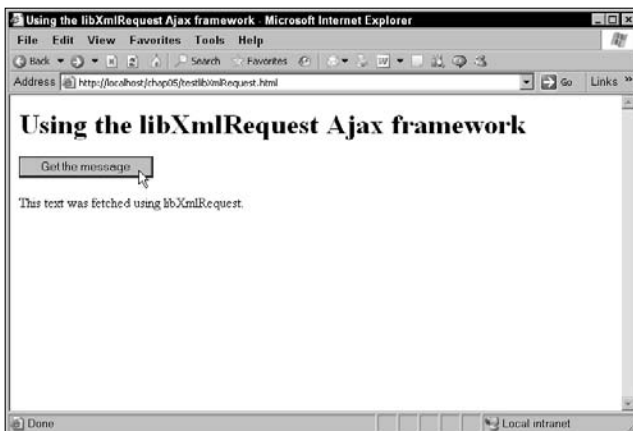 Using the libXmlRequest Ajax framework - Microsoft Internet Explorer
File Edit View Favorites Tools Help
Back Search Favorites
Address http://localhost/chap05/testlibXmlRequest.html Go Links »
Using the libXmlRequest Ajax framework
Get the message
This text was fetched using libXmlRequest.
Done Local intranet